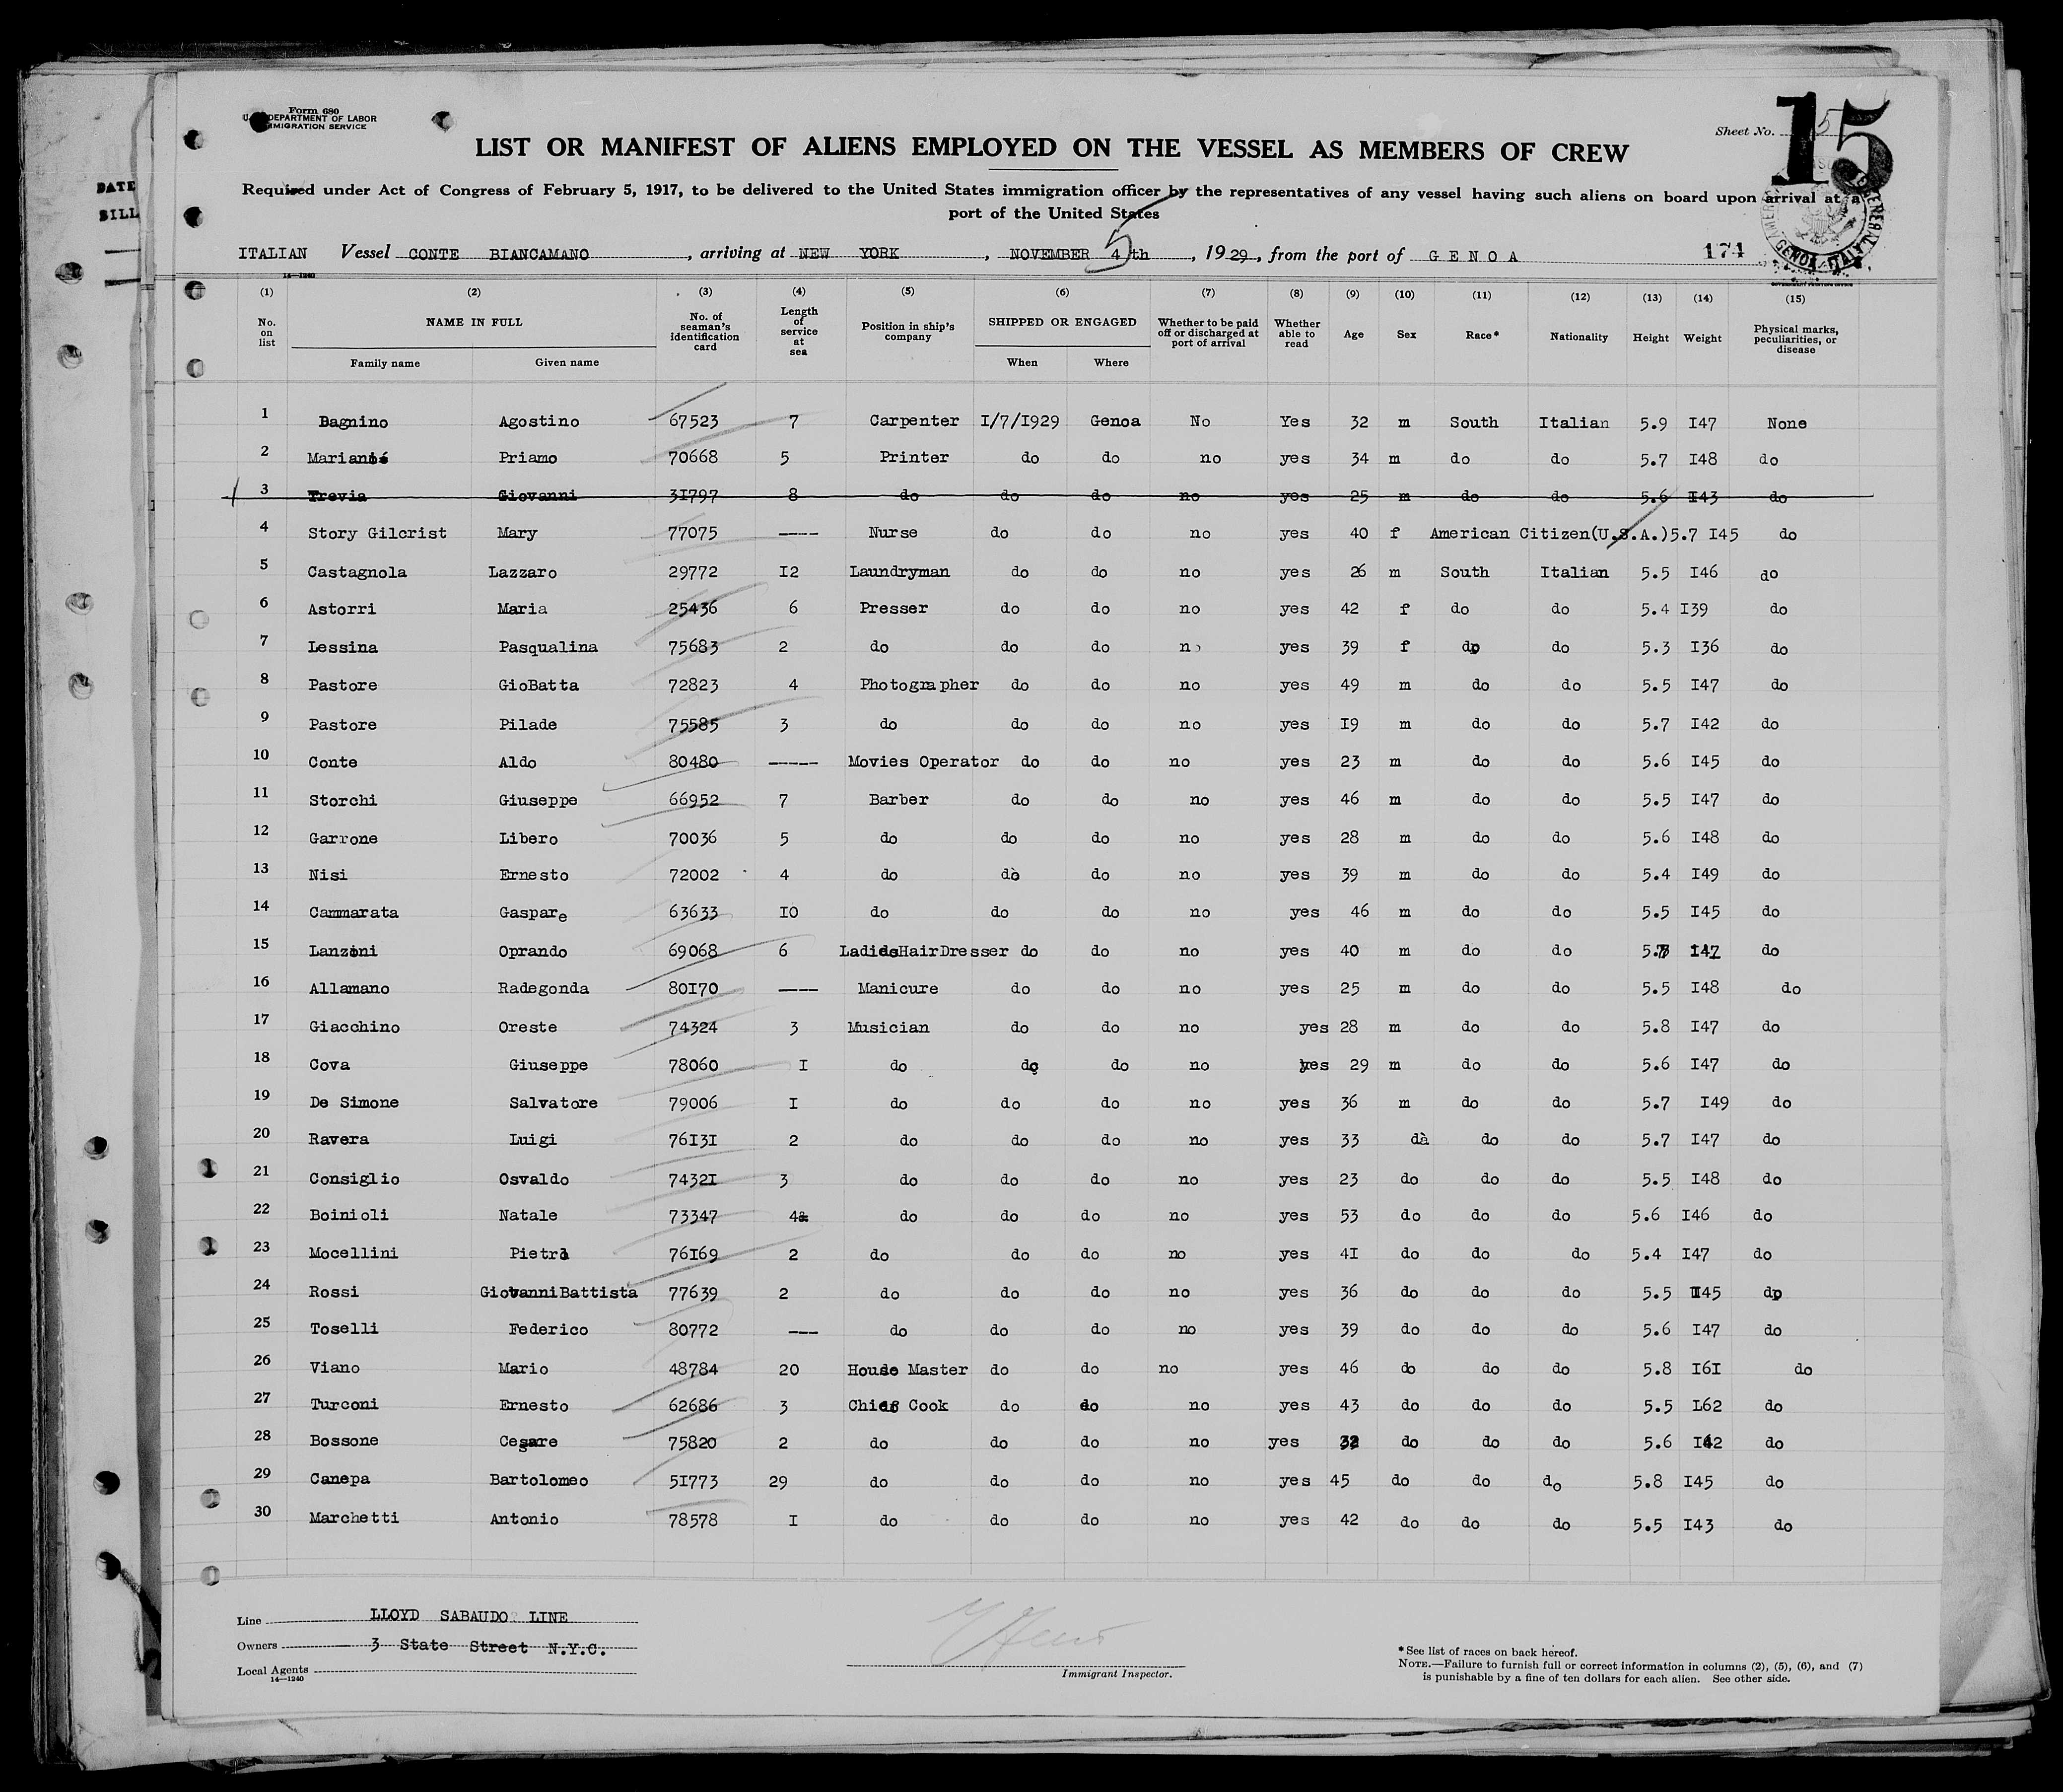 Form 680
U. S. DEPARTMENT OF LABOR
IMMIGRATION SERVICE
Sheet No. 15
15
LIST OR MANIFEST OF ALIENS EMPLOYED ON THE VESSEL AS MEMBERS OF CREW
Required under Act of Congress of February 5, 1917, to be delivered to the United States immigration officer by the representatives of any vessel having such aliens on board upon arrival at a
port of the United States
ITALIAN Vessel CONTE BIANCAMANO, arriving at NEW YORK, NOVEMBER 4 5 th, 1929, from the port of GENOA 174
14—1240
DATE
BILL
(1) (2) (3) (4) (5) (6) (7) (8) (9) (10) (11) (12) (13) (14) (15)
No. on list NAME IN FULL Family name Given name No. of seaman's identification card Length of service at sea Position in ship's company SHIPPED OR ENGAGED When Where Whether to be paid off or discharged at port of arrival Whether able to read Age Sex Race* Nationality Height Weight Physical marks, peculiarities, or disease
1 Bagnino Agostino 67523 7 Carpenter I/7/I929 Genoa No Yes 32 m South Italian 5.9 I47 None
2 Mariani Priamo 70668 5 Printer do do no yes 34 m do do 5.7 I48 do
3 Trevia Giovanni 3I797 8 do do do no yes 25 m do do 5.6 I43 do
4 Story Gilcrist Mary 77075 ---- Nurse do do no yes 40 f American Citizen(U.S.A.)5.7 I45 do
5 Castagnola Lazzaro 29772 I2 Laundryman do do no yes 26 m South Italian 5.5 I46 do
6 Astorri Maria 25436 6 Presser do do no yes 42 f do do 5.4 I39 do
7 Lessina Pasqualina 75683 2 do do do no yes 39 f do do 5.3 I36 do
8 Pastore GioBatta 72823 4 Photographer do do no yes 49 m do do 5.5 I47 do
9 Pastore Pilade 75585 3 do do do no yes I9 m do do 5.7 I42 do
10 Conte Aldo 80480 ----- Movies Operator do do no yes 23 m do do 5.6 I45 do
11 Storchi Giuseppe 66952 7 Barber do do no yes 46 m do do 5.5 I47 do
12 Garrone Libero 70036 5 do do do no yes 28 m do do 5.6 I48 do
13 Nisi Ernesto 72002 4 do dò do no yes 39 m do do 5.4 I49 do
14 Cammarata Gaspare 63633 IO do do do no yes 46 m do do 5.5 I45 do
15 Lanzoni Oprando 69068 6 LadiesHairDresser do do no yes 40 m do do 5.7 I47 do
16 Allamano Radegonda 80I70 ---- Manicure do do no yes 25 m do do 5.5 I48 do
17 Giacchino Oreste 74324 3 Musician do do no yes 28 m do do 5.8 I47 do
18 Cova Giuseppe 78060 I do do do no yes 29 m do do 5.6 I47 do
19 De Simone Salvatore 79006 I do do do no yes 36 m do do 5.7 I49 do
20 Ravera Luigi 76I3I 2 do do do no yes 33 dà do do 5.7 I47 do
21 Consiglio Osvaldo 7432I 3 do do do no yes 23 do do do 5.5 I48 do
22 Boinioli Natale 73347 4 do do do no yes 53 do do do 5.6 I46 do
23 Mocellini Pietro 76I69 2 do do do no yes 4I do do do 5.4 I47 do
24 Rossi GiovanniBattista 77639 2 do do do no yes 36 do do do 5.5 I45 do
25 Toselli Federico 80772 --- do do do no yes 39 do do do 5.6 I47 do
26 Viano Mario 48784 20 House Master do do no yes 46 do do do 5.8 I6I do
27 Turconi Ernesto 62686 3 Chief Cook do do no yes 43 do do do 5.5 I62 do
28 Bossone Cesare 75820 2 do do do no yes do do do 5.6 do
29 Canepa Bartolomeo 5I773 29 do do do no yes 45 do do do 5.8 I45 do
30 Marchetti Antonio 78578 I do do do no yes 42 do do do 5.5 I43 do
Line LLOYD SABAUDO LINE
Owners 3 State Street N.Y.C.
Local Agents
14—1240
Immigrant Inspector.
*See list of races on back hereof.
NOTE.—Failure to furnish full or correct information in columns (2), (5), (6), and (7)
is punishable by a fine of ten dollars for each alien. See other side.